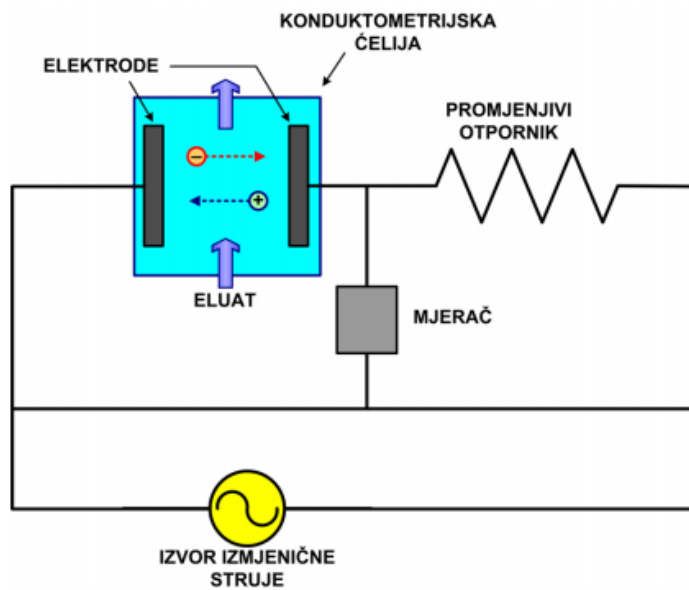 KONDUKTOMETRIJSKA
ĆELIJA
ELEKTRODE
PROMJENJIVI
OTPORNIK
−
+
ELUAT
MJERAČ
IZVOR IZMJENIČNE
STRUJE